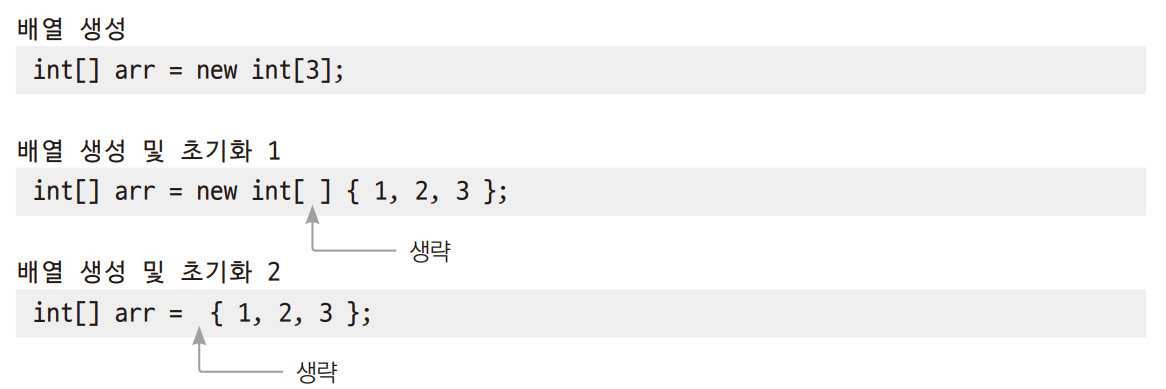 배열 생성
int[] arr = new int[3];
배열 생성 및 초기화 1
int[] arr = new int[ ] { 1, 2, 3 };
생략
배열 생성 및 초기화 2
int[] arr =  { 1, 2, 3 };
생략